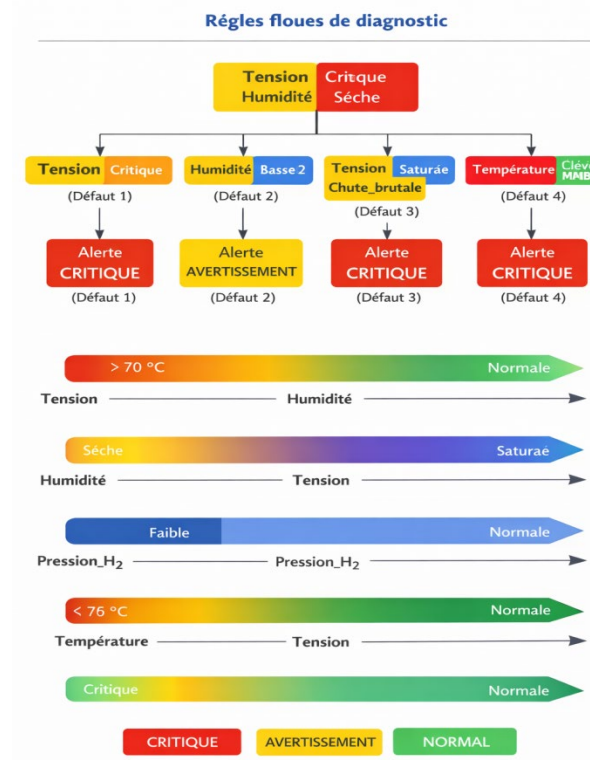 Régles floues de diagnostic
Tension Critque
Humidité Séche
Tension Critique
(Défaut 1)
Humidité Basse 2
(Défaut 2)
Tension Saturáe
Chute_brutale
(Défaut 3)
Température Clévé
MMB
(Défaut 4)
Alerte
CRITIQUE
(Défaut 1)
Alerte
AVERTISSEMENT
(Défaut 2)
Alerte
CRITIQUE
(Défaut 3)
Alerte
CRITIQUE
(Défaut 4)
> 70 °C Normale
Tension Humidité
Séche Saturaé
Humidité Tension
Faible Normale
Pression_H₂ Pression_H₂
< 76 °C Normale
Température Tension
Critique Normale
CRITIQUE AVERTISSEMENT NORMAL